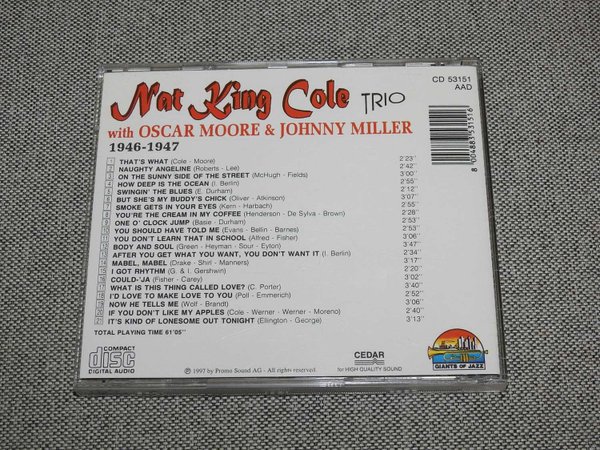 Nat King Cole TRIO
CD 53151
AAD
with OSCAR MOORE & JOHNNY MILLER
1946-1947
8 004883 531516
1 THAT'S WHAT (Cole - Moore) 2'23''
2 NAUGHTY ANGELINE (Roberts - Lee) 2'42''
3 ON THE SUNNY SIDE OF THE STREET (McHugh - Fields) 3'00''
4 HOW DEEP IS THE OCEAN (I. Berlin) 2'55''
5 SWINGIN' THE BLUES (E. Durham) 2'12''
6 BUT SHE'S MY BUDDY'S CHICK (Oliver - Atkinson) 3'07''
7 SMOKE GETS IN YOUR EYES (Kern - Harbach) 2'55''
8 YOU'RE THE CREAM IN MY COFFEE (Henderson - De Sylva - Brown) 2'28''
9 ONE O' CLOCK JUMP (Basie - Durham) 2'53''
10 YOU SHOULD HAVE TOLD ME (Evans - Bellin - Barnes) 2'53''
11 YOU DON'T LEARN THAT IN SCHOOL (Alfred - Fisher) 3'06''
12 BODY AND SOUL (Green - Heyman - Sour - Eyton) 3'47''
13 AFTER YOU GET WHAT YOU WANT, YOU DON'T WANT IT (I. Berlin) 2'34''
14 MABEL, MABEL (Drake - Shirl - Manners) 3'17''
15 I GOT RHYTHM (G. & I. Gershwin) 2'20''
16 COULD-'JA (Fisher - Carey) 3'02''
17 WHAT IS THIS THING CALLED LOVE? (C. Porter) 3'40''
18 I'D LOVE TO MAKE LOVE TO YOU (Poll - Emmerich) 2'52''
19 NOW HE TELLS ME (Wolf - Brandt) 3'06''
20 IF YOU DON'T LIKE MY APPLES (Cole - Werner - Werner - Moreno) 2'40''
21 IT'S KIND OF LONESOME OUT TONIGHT (Ellington - George) 3'13''
TOTAL PLAYING TIME 61'05''
COMPACT
disc
DIGITAL AUDIO
℗ 1997 by Promo Sound AG - All rights reserved.
CEDAR
for HIGH QUALITY SOUND
GIANTS OF JAZZ